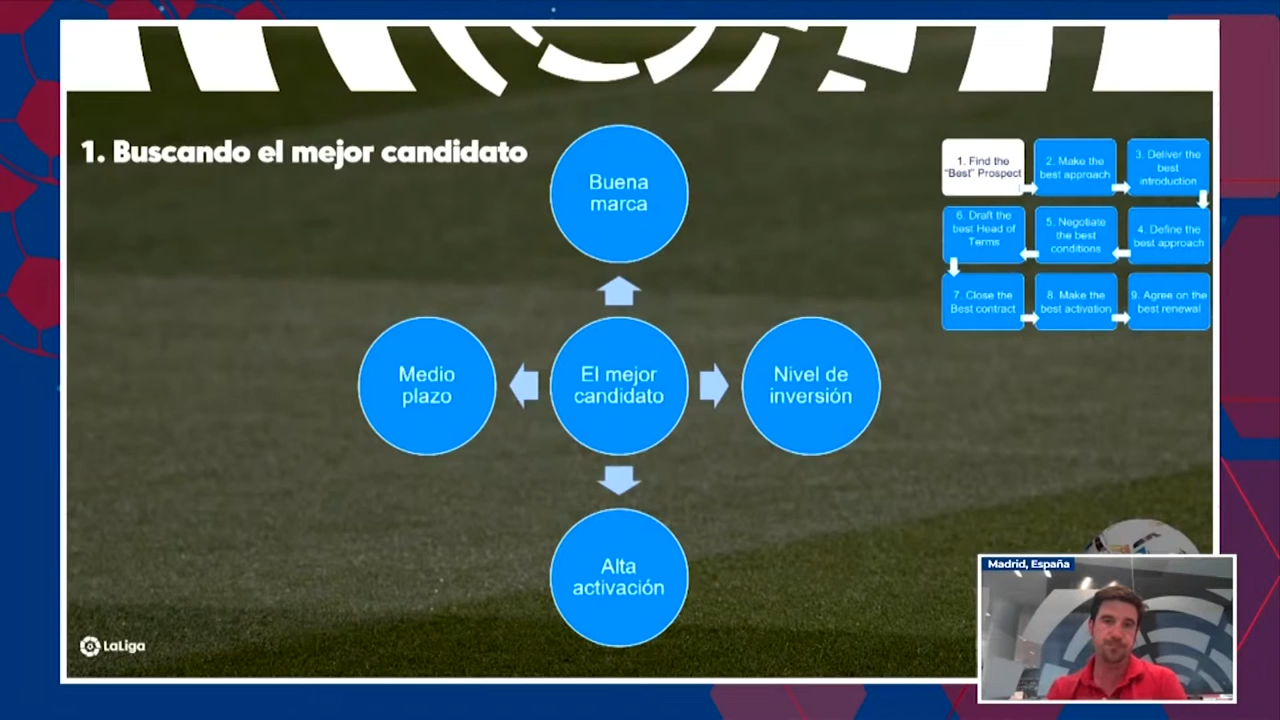 1. Buscando el mejor candidato
Buena
marca
Medio
plazo
El mejor
candidato
Nivel de
inversión
Alta
activación
1. Find the
"Best" Prospect
2. Make the
best approach
3. Deliver the
best
introduction
6. Draft the
best Head of
Terms
5. Negotiate
the best
conditions
4. Define the
best approach
7. Close the
Best contract
8. Make the
best activation
9. Agree on the
best renewal
LaLiga
Madrid, España